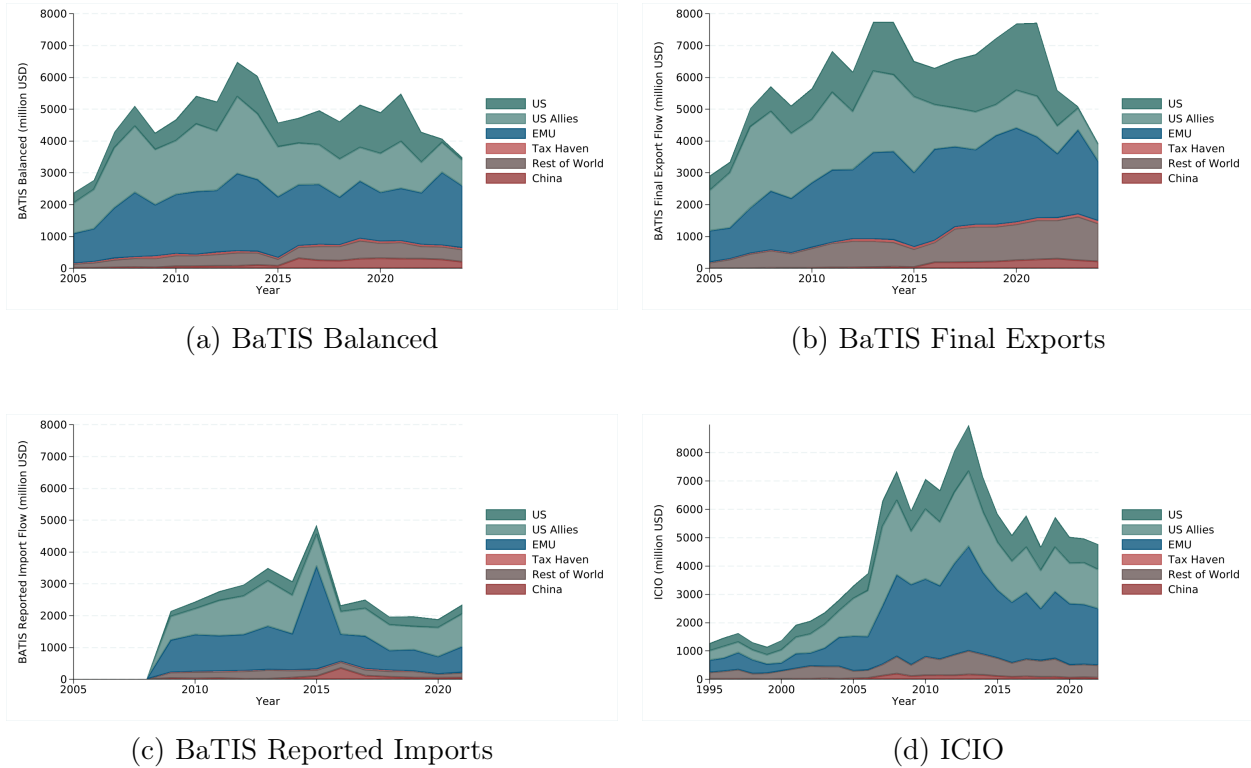 8000
7000
6000
5000
4000
3000
2000
1000
0
BATIS Balanced (million USD)
2005 2010 2015 2020
Year
US
US Allies
EMU
Tax Haven
Rest of World
China
(a) BaTIS Balanced
8000
7000
6000
5000
4000
3000
2000
1000
0
BATIS Final Export Flow (million USD)
2005 2010 2015 2020
Year
US
US Allies
EMU
Tax Haven
Rest of World
China
(b) BaTIS Final Exports
8000
7000
6000
5000
4000
3000
2000
1000
0
BATIS Reported Import Flow (million USD)
2005 2010 2015 2020
Year
US
US Allies
EMU
Tax Haven
Rest of World
China
(c) BaTIS Reported Imports
8000
7000
6000
5000
4000
3000
2000
1000
0
ICIO (million USD)
1995 2000 2005 2010 2015 2020
Year
US
US Allies
EMU
Tax Haven
Rest of World
China
(d) ICIO